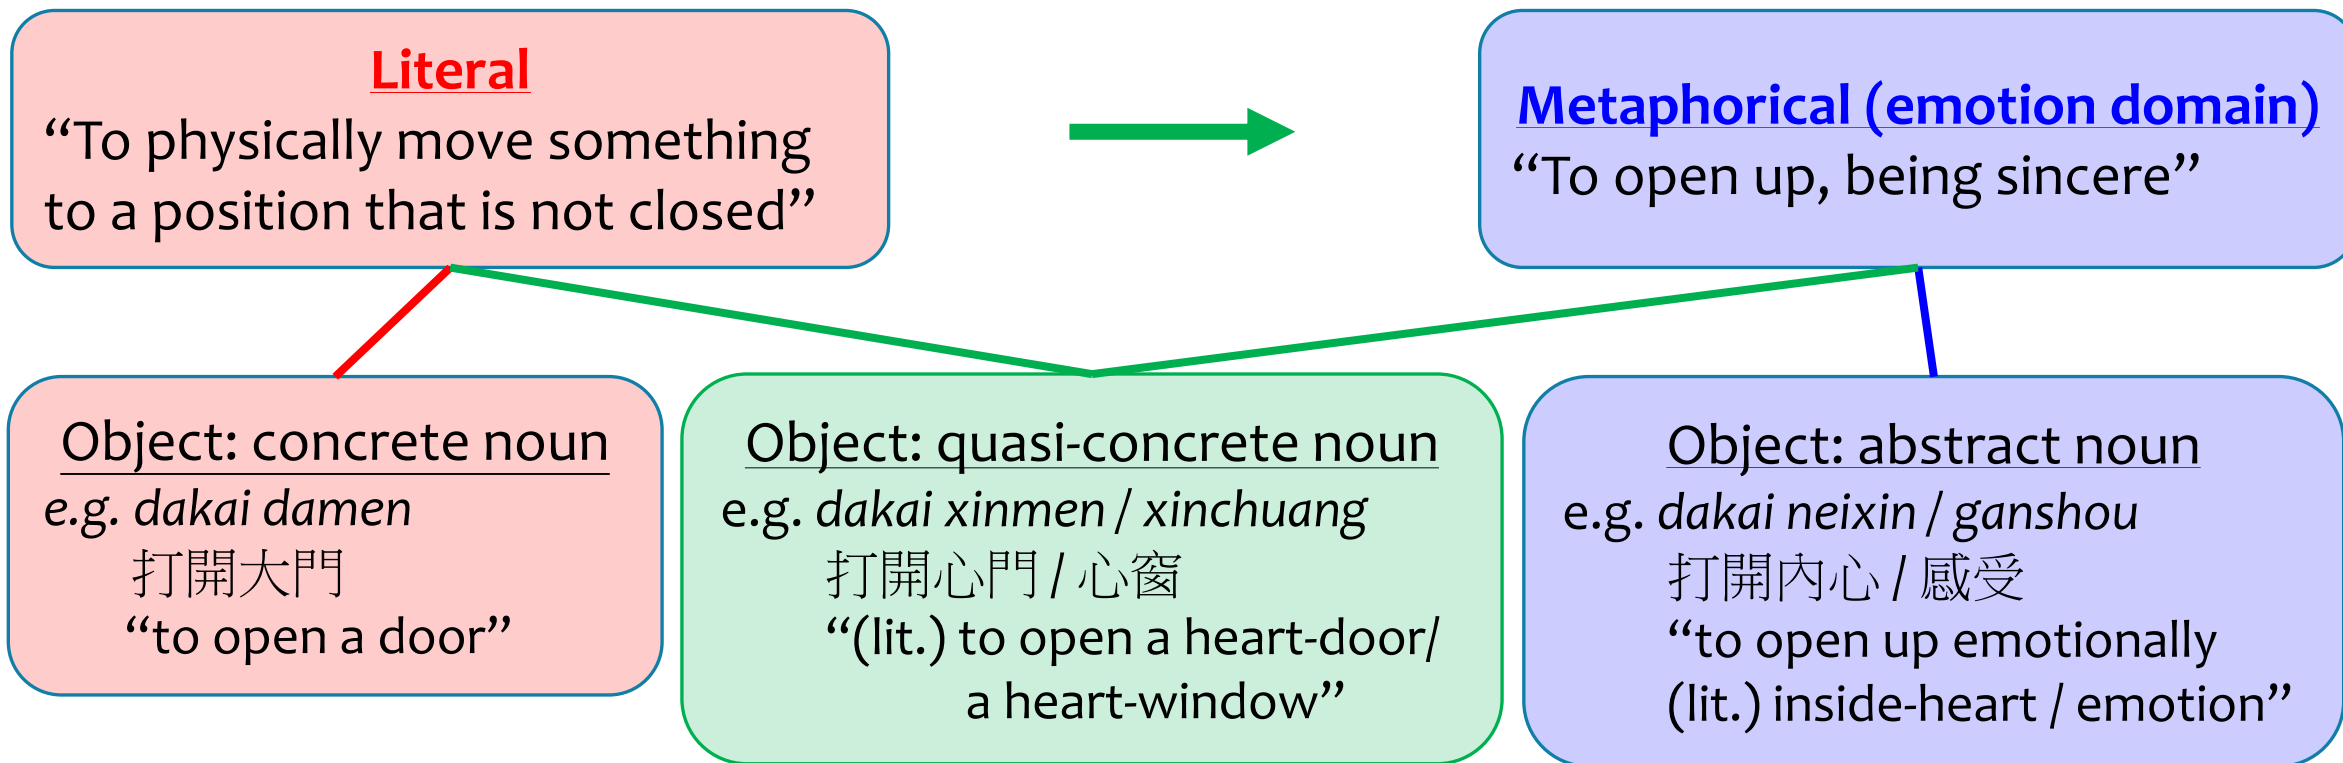 Literal
“To physically move something
to a position that is not closed”
Metaphorical (emotion domain)
“To open up, being sincere”
Object: concrete noun
e.g. dakai damen
打開大門
“to open a door”
Object: quasi-concrete noun
e.g. dakai xinmen / xinchuang
打開心門 / 心窗
“(lit.) to open a heart-door/
a heart-window”
Object: abstract noun
e.g. dakai neixin / ganshou
打開內心 / 感受
“to open up emotionally
(lit.) inside-heart / emotion”